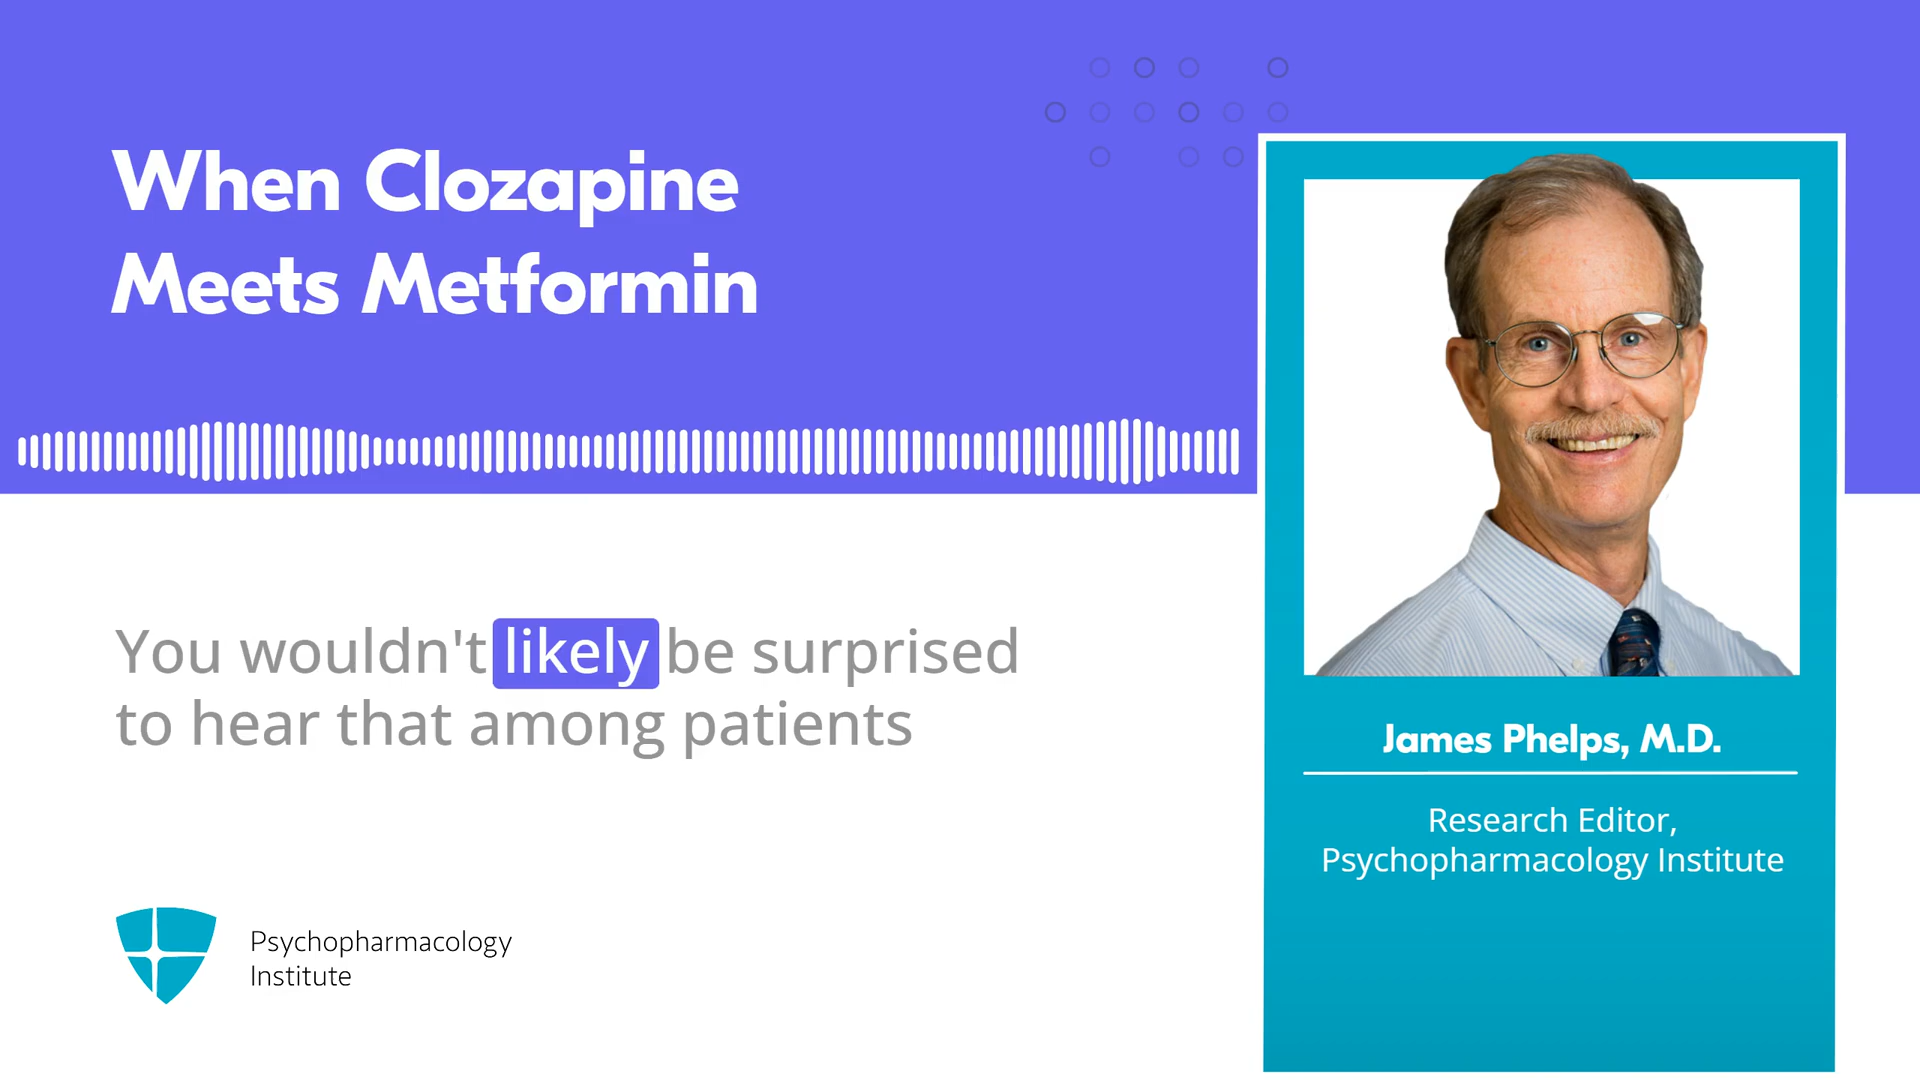 When Clozapine
Meets Metformin
You wouldn't likely be surprised
to hear that among patients
Psychopharmacology
Institute
James Phelps, M.D.
Research Editor,
Psychopharmacology Institute